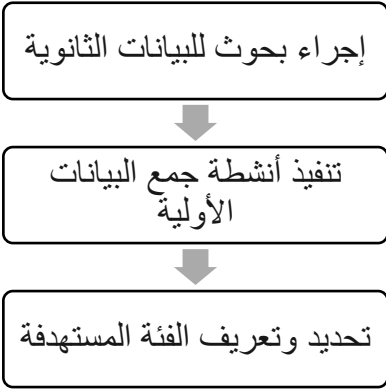 إجراء بحوث للبيانات الثانوية
تنفيذ أنشطة جمع البيانات
الأولية
تحديد وتعريف الفئة المستهدفة